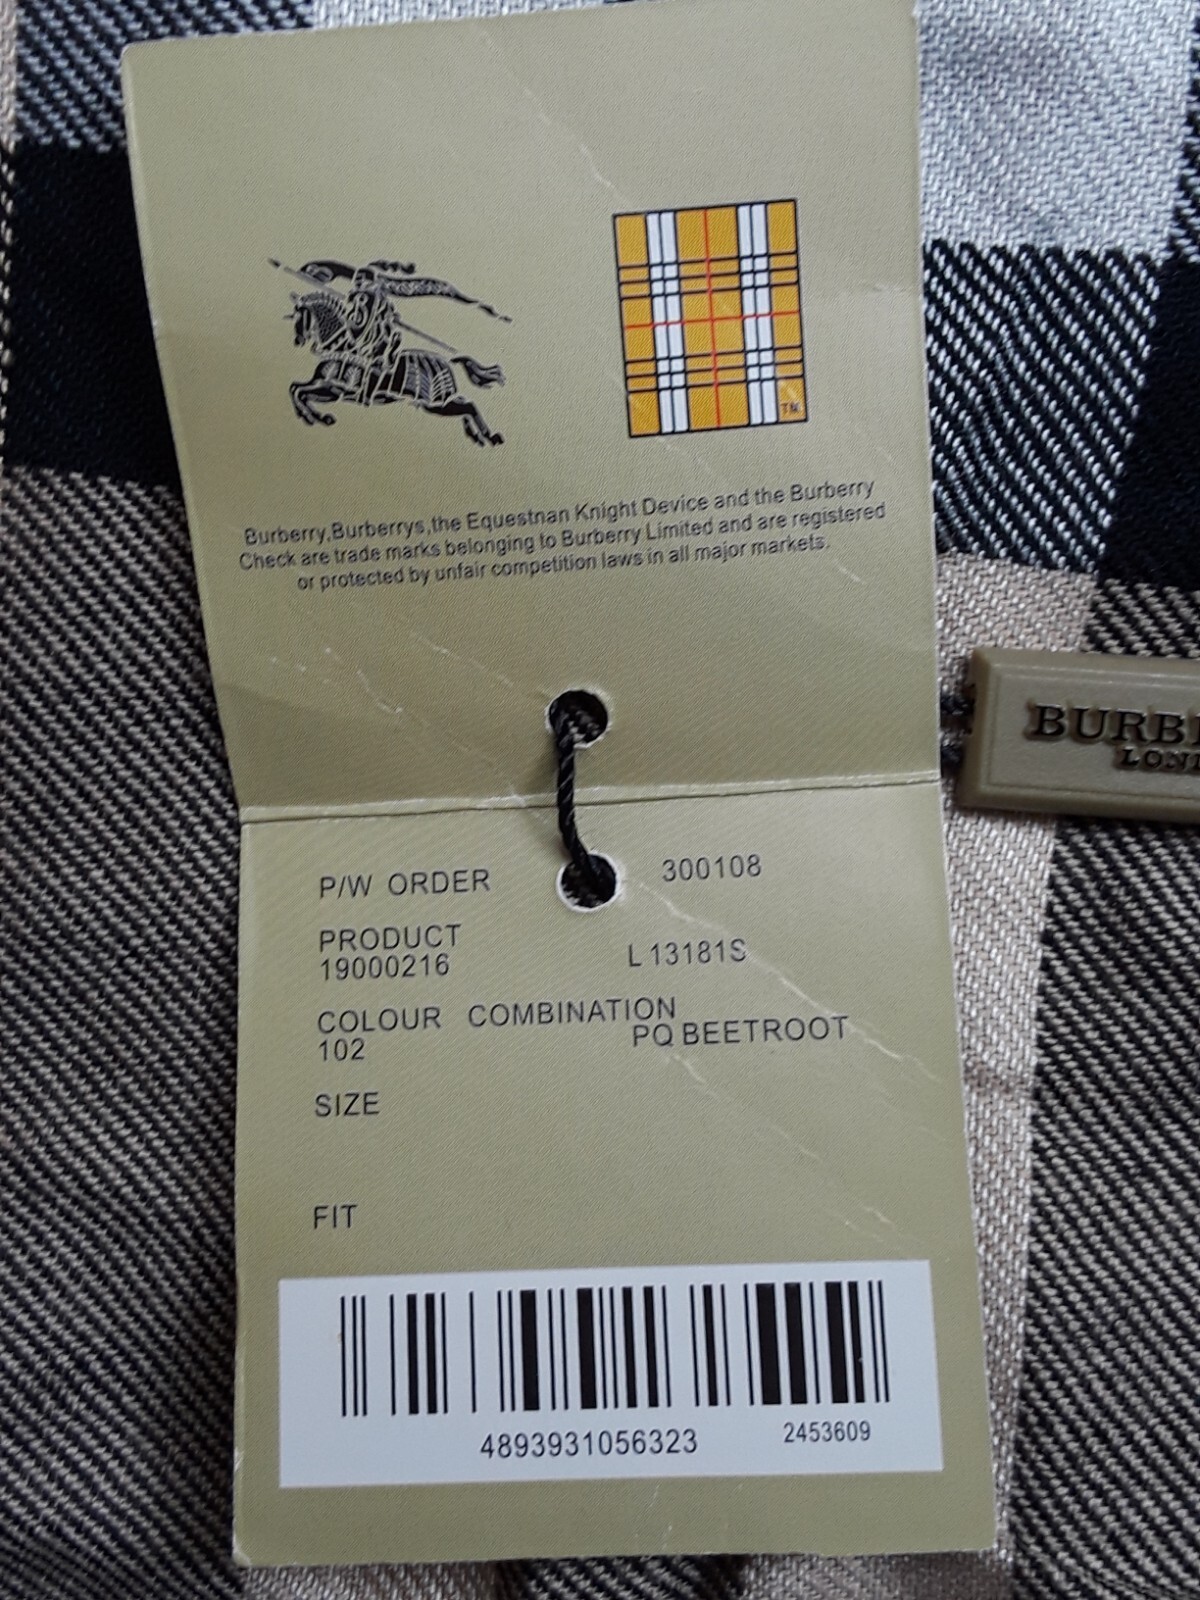 B
TM
Burberry,Burberrys,the Equestnan Knight Device and the Burberry
Check are trade marks belonging to Burberry Limited and are registered
or protected by unfair competition laws in all major markets.
P/W ORDER 300108
PRODUCT
19000216 L 13181S
COLOUR COMBINATION
102 PQ BEETROOT
SIZE
FIT
4893931056323 2453609
BURBE
LON